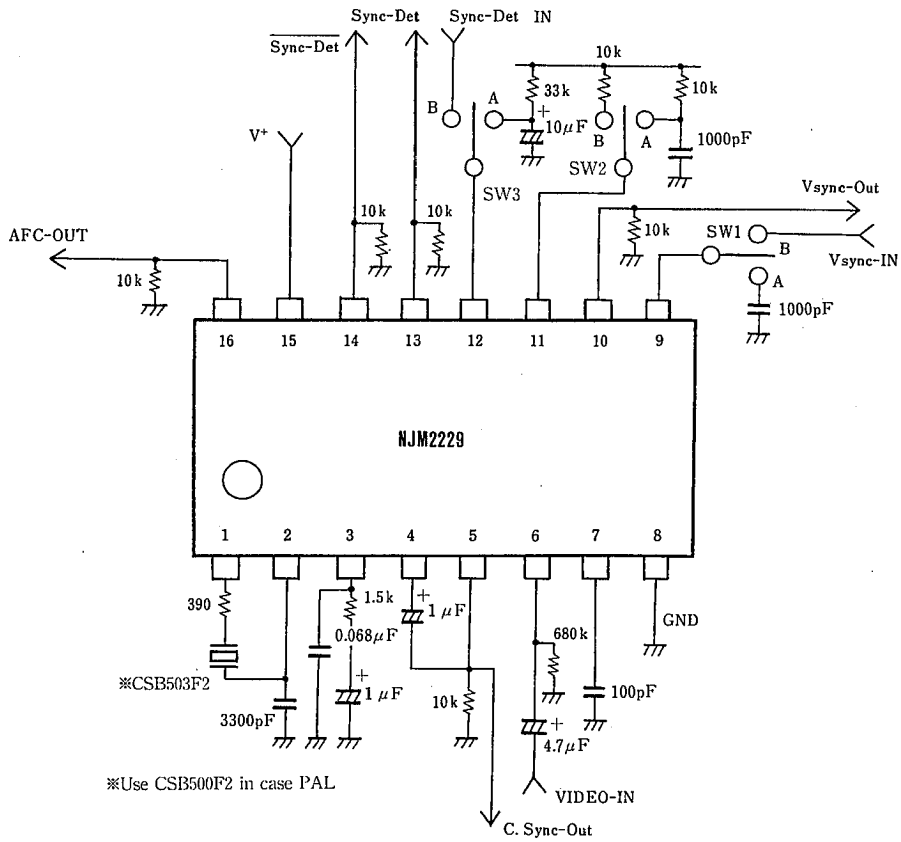 Sync-Det
Sync-Det IN
Sync-Det
10k
33k
10k
B
A
10μF
B
A
1000pF
V+
SW3
SW2
Vsync-Out
AFC-OUT
10k
10k
10k
10k
SW1
B
Vsync-IN
A
1000pF
16
15
14
13
12
11
10
9
NJM2229
1
2
3
4
5
6
7
8
390
1.5k
1μF
0.068μF
680k
GND
※CSB503F2
3300pF
1μF
10k
100pF
4.7μF
※Use CSB500F2 in case PAL
VIDEO-IN
C. Sync-Out